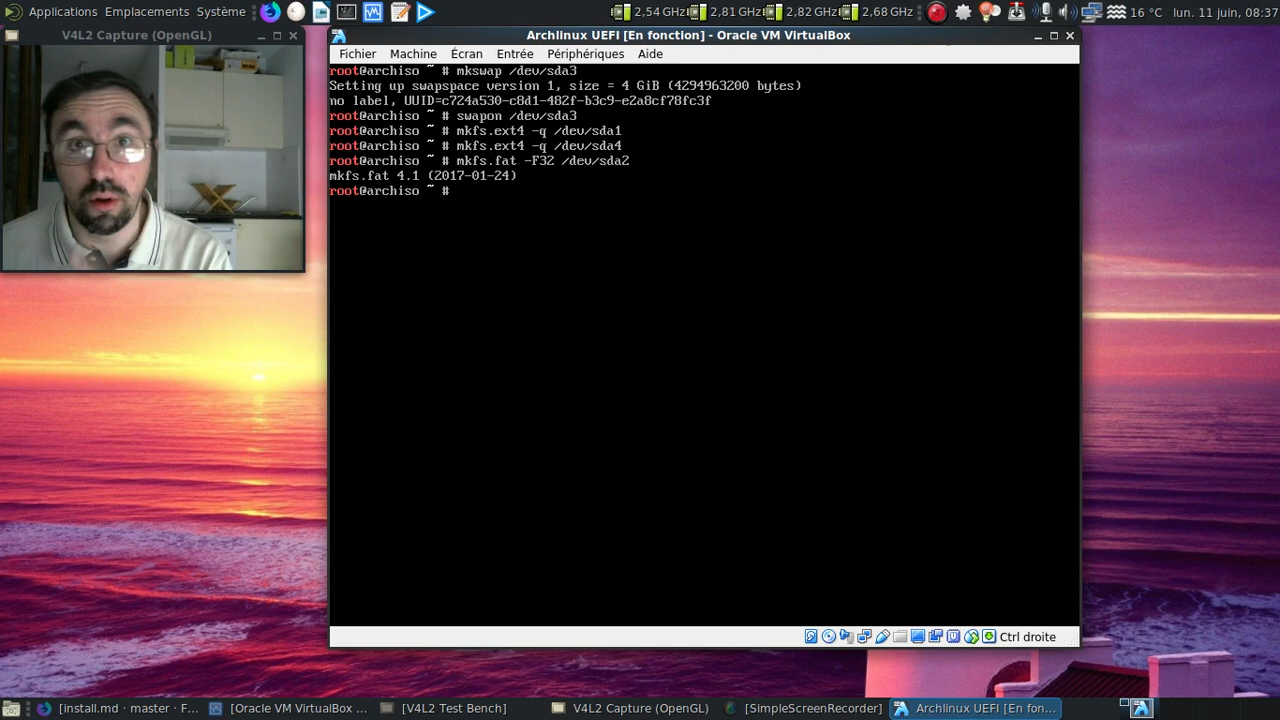 Applications Emplacements Système
2,54 GHz 2,81 GHz 2,82 GHz 2,68 GHz
16 °C lun. 11 juin, 08:37
V4L2 Capture (OpenGL)
Archlinux UEFI [En fonction] - Oracle VM VirtualBox
Fichier Machine Écran Entrée Périphériques Aide
root@archiso ~ # mkswap /dev/sda3
Setting up swapspace version 1, size = 4 GiB (4294963200 bytes)
no label, UUID=c724a530-c8d1-482f-b3c9-e2a8cf78fc3f
root@archiso ~ # swapon /dev/sda3
root@archiso ~ # mkfs.ext4 -q /dev/sda1
root@archiso ~ # mkfs.ext4 -q /dev/sda4
root@archiso ~ # mkfs.fat -F32 /dev/sda2
mkfs.fat 4.1 (2017-01-24)
root@archiso ~ #
Ctrl droite
[install.md · master · F... [Oracle VM VirtualBox ... [V4L2 Test Bench] V4L2 Capture (OpenGL) [SimpleScreenRecorder] Archlinux UEFI [En fon...